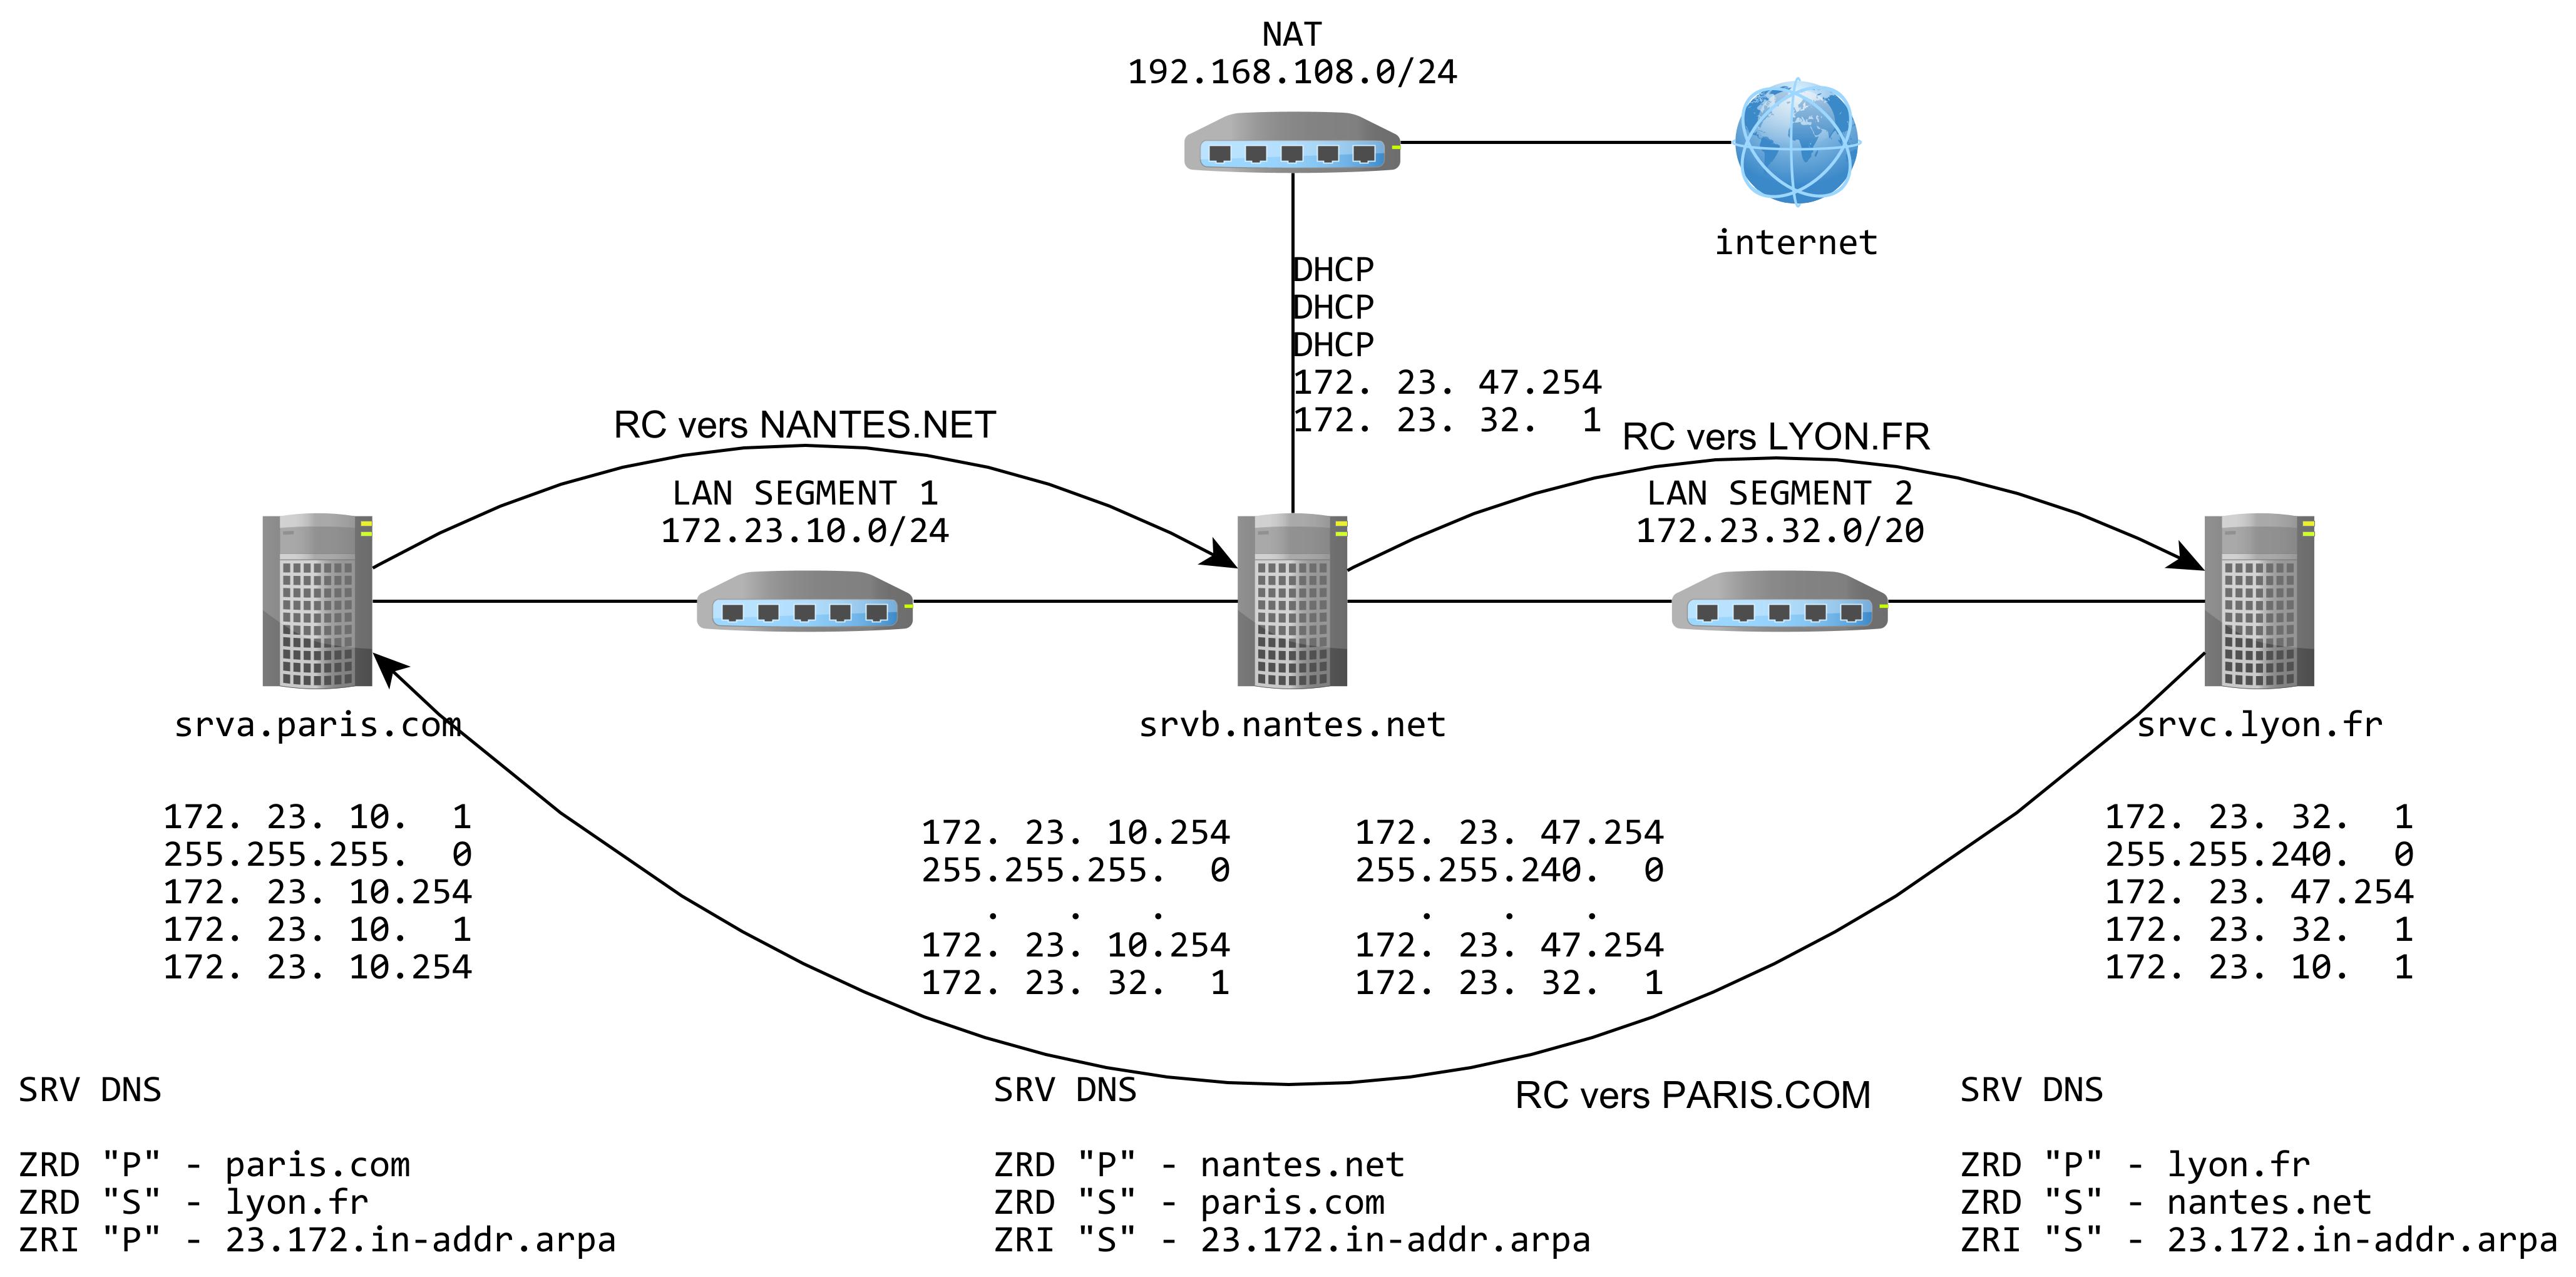 NAT
192.168.108.0/24
internet
DHCP
DHCP
DHCP
172. 23. 47.254
172. 23. 32.  1
RC vers NANTES.NET
RC vers LYON.FR
LAN SEGMENT 1
172.23.10.0/24
LAN SEGMENT 2
172.23.32.0/20
srva.paris.com
srvb.nantes.net
srvc.lyon.fr
172. 23. 10.  1
255.255.255.  0
172. 23. 10.254
172. 23. 10.  1
172. 23. 10.254
172. 23. 10.254
255.255.255.  0
.   .   .
172. 23. 10.254
172. 23. 32.  1
172. 23. 47.254
255.255.240.  0
.   .   .
172. 23. 47.254
172. 23. 32.  1
172. 23. 32.  1
255.255.240.  0
172. 23. 47.254
172. 23. 32.  1
172. 23. 10.  1
RC vers PARIS.COM
SRV DNS
ZRD "P" - paris.com
ZRD "S" - lyon.fr
ZRI "P" - 23.172.in-addr.arpa
SRV DNS
ZRD "P" - nantes.net
ZRD "S" - paris.com
ZRI "S" - 23.172.in-addr.arpa
SRV DNS
ZRD "P" - lyon.fr
ZRD "S" - nantes.net
ZRI "S" - 23.172.in-addr.arpa